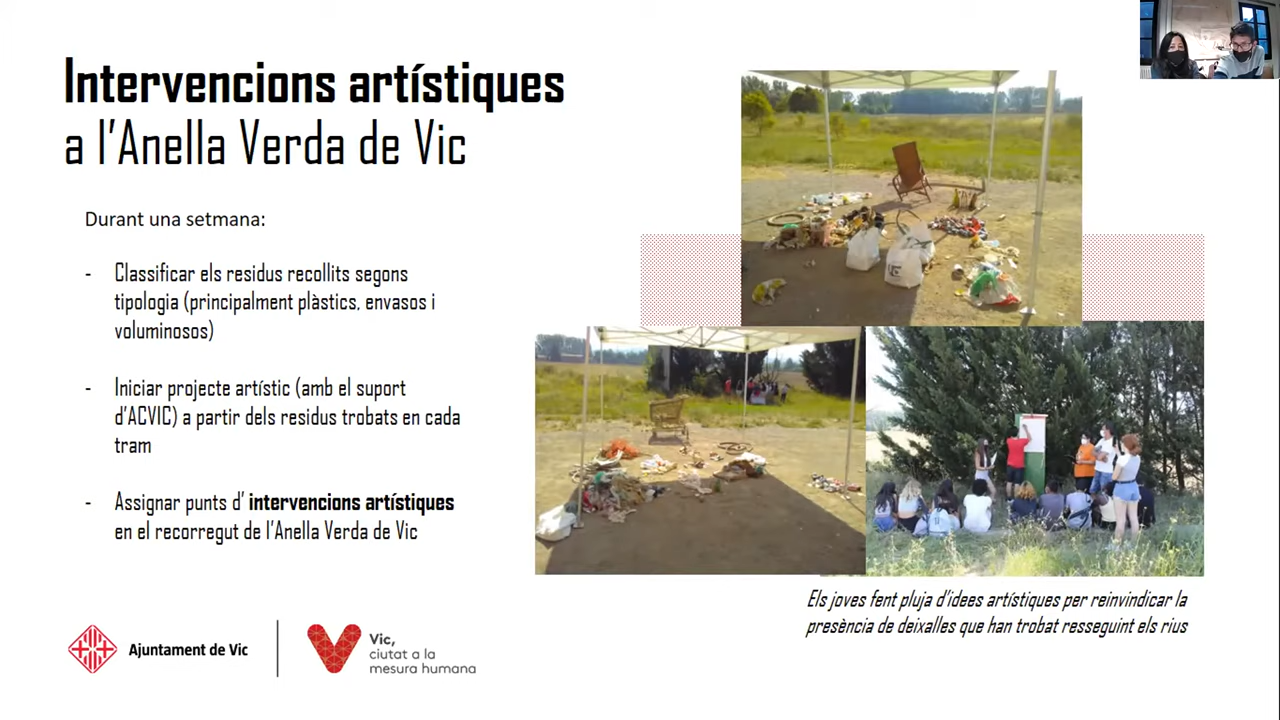 Intervencions artístiques
a l'Anella Verda de Vic
Durant una setmana:
- Classificar els residus recollits segons
tipologia (principalment plàstics, envasos i
voluminosos)
- Iniciar projecte artístic (amb el suport
d'ACVIC) a partir dels residus trobats en cada
tram
- Assignar punts d' intervencions artístiques
en el recorregut de l'Anella Verda de Vic
Els joves fent pluja d'idees artístiques per reinvindicar la
presència de deixalles que han trobat resseguint els rius
Ajuntament de Vic
Vic,
ciutat a la
mesura humana